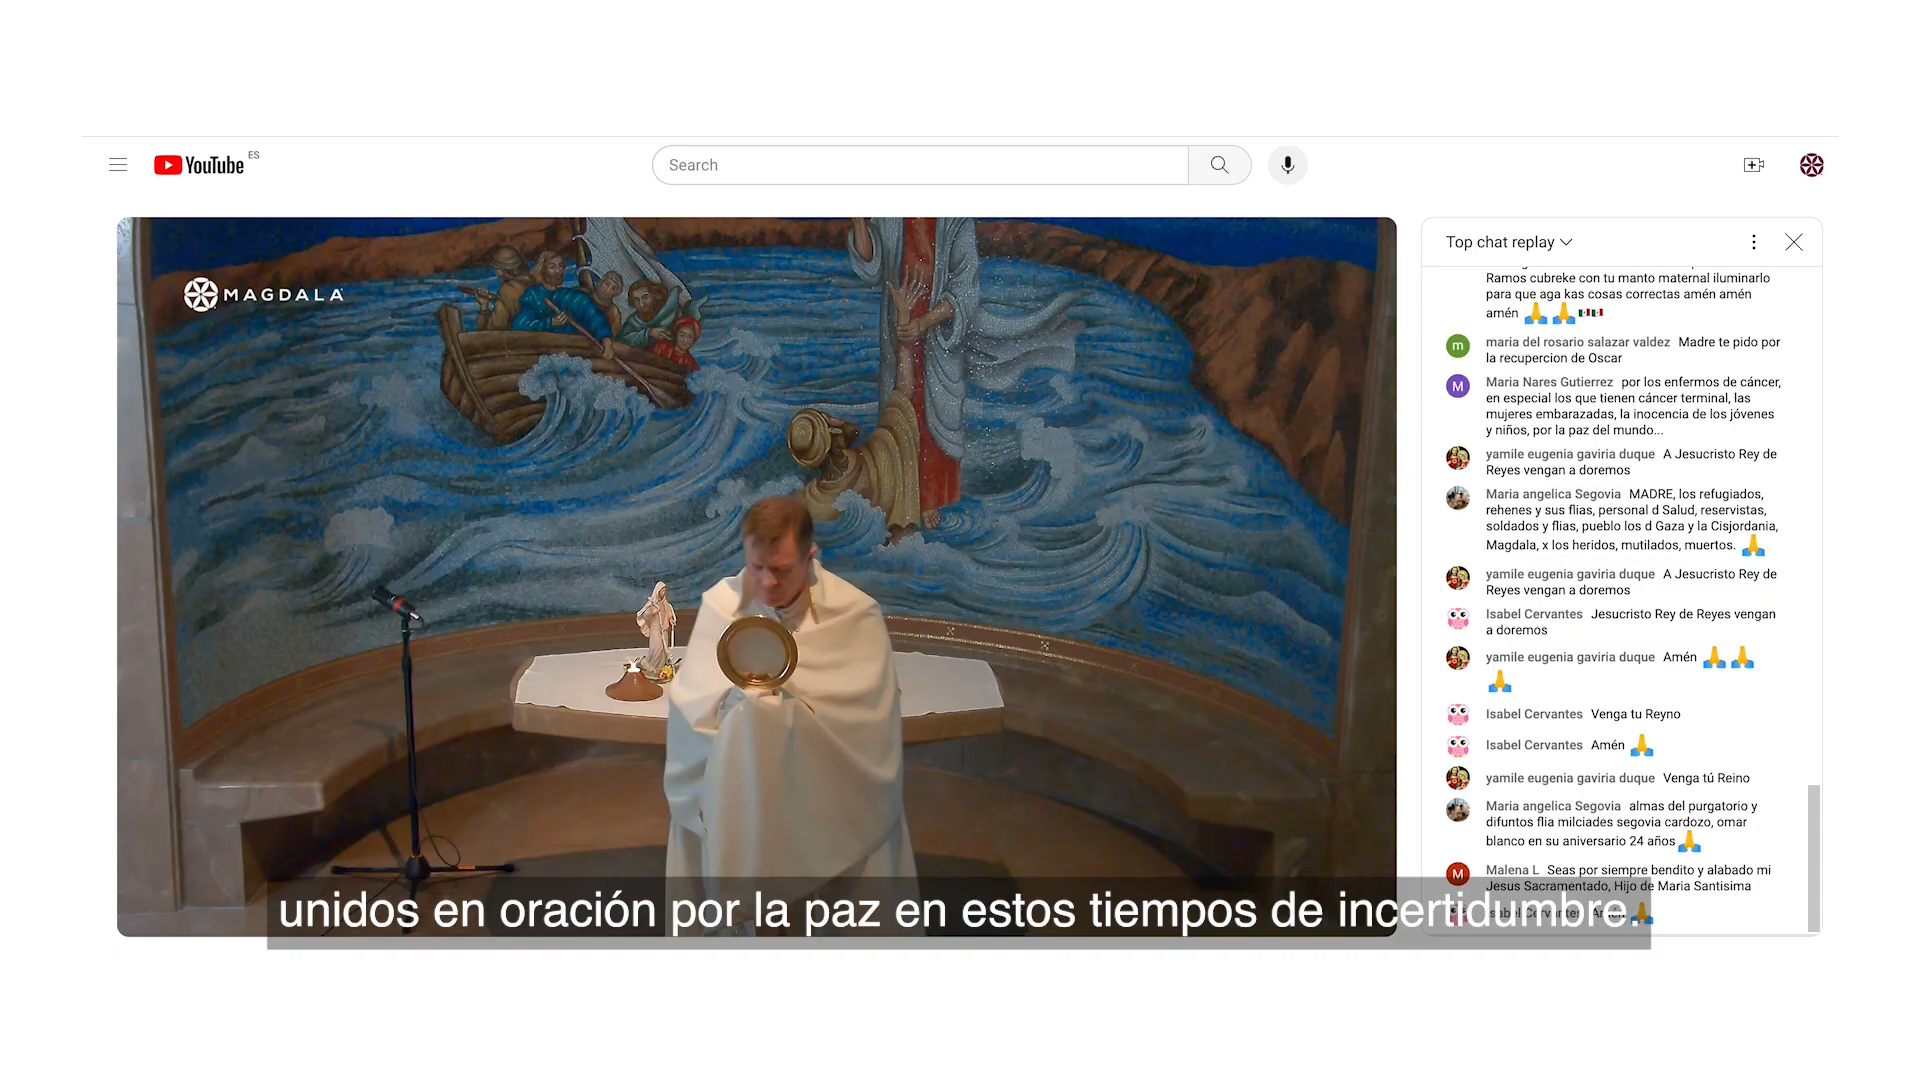 YouTube ES
Search
MAGDALA
Top chat replay
Ramos cubreke con tu manto maternal iluminarlo
para que aga kas cosas correctas amén amén
amén 🙏 🙏 🇲🇽🇲🇽
maria del rosario salazar valdez Madre te pido por
la recupercion de Oscar
Maria Nares Gutierrez por los enfermos de cáncer,
en especial los que tienen cáncer terminal, las
mujeres embarazadas, la inocencia de los jóvenes
y niños, por la paz del mundo...
yamile eugenia gaviria duque A Jesucristo Rey de
Reyes vengan a doremos
Maria angelica Segovia MADRE, los refugiados,
rehenes y sus flias, personal d Salud, reservistas,
soldados y flias, pueblo los d Gaza y la Cisjordania,
Magdala, x los heridos, mutilados, muertos. 🙏
yamile eugenia gaviria duque A Jesucristo Rey de
Reyes vengan a doremos
Isabel Cervantes Jesucristo Rey de Reyes vengan
a doremos
yamile eugenia gaviria duque Amén 🙏 🙏
🙏
Isabel Cervantes Venga tu Reyno
Isabel Cervantes Amén 🙏
yamile eugenia gaviria duque Venga tú Reino
Maria angelica Segovia almas del purgatorio y
difuntos flia milciades segovia cardozo, omar
blanco en su aniversario 24 años 🙏
Malena L Seas por siempre bendito y alabado mi
Jesus Sacramentado, Hijo de Maria Santisima
Isabel Cervantes Amén 🙏
unidos en oración por la paz en estos tiempos de incertidumbre.